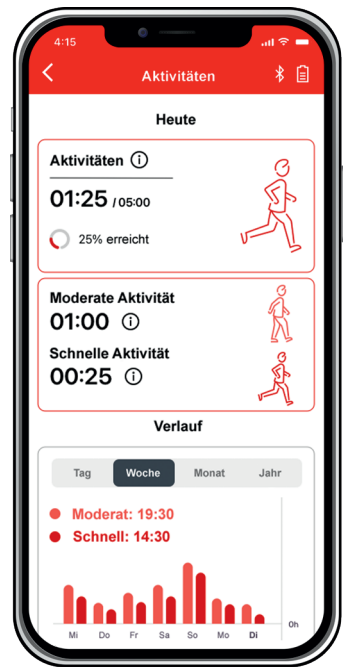 4:15
Aktivitäten
Heute
Aktivitäten
01:25 / 05:00
25% erreicht
Moderate Aktivität
01:00
Schnelle Aktivität
00:25
Verlauf
Tag Woche Monat Jahr
Moderat: 19:30
Schnell: 14:30
0h
Mi Do Fr Sa So Mo Di